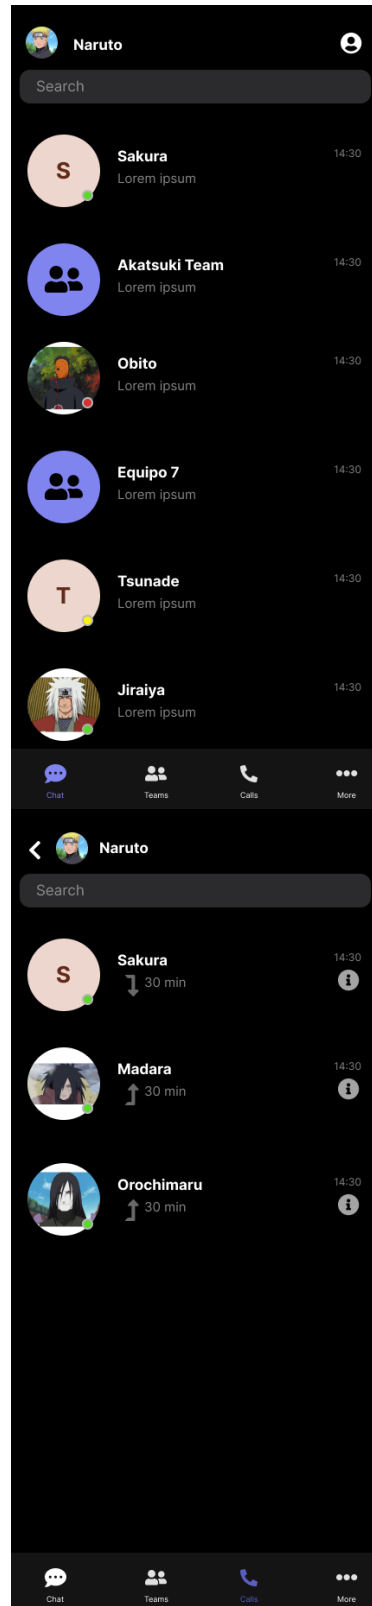 Naruto
Search
S
Sakura
14:30
Lorem ipsum
Akatsuki Team
14:30
Lorem ipsum
Obito
14:30
Lorem ipsum
Equipo 7
14:30
Lorem ipsum
T
Tsunade
14:30
Lorem ipsum
Jiraiya
14:30
Lorem ipsum
Chat
Teams
Calls
More
Naruto
Search
S
Sakura
14:30
30 min
Madara
14:30
30 min
Orochimaru
14:30
30 min
Chat
Teams
Calls
More